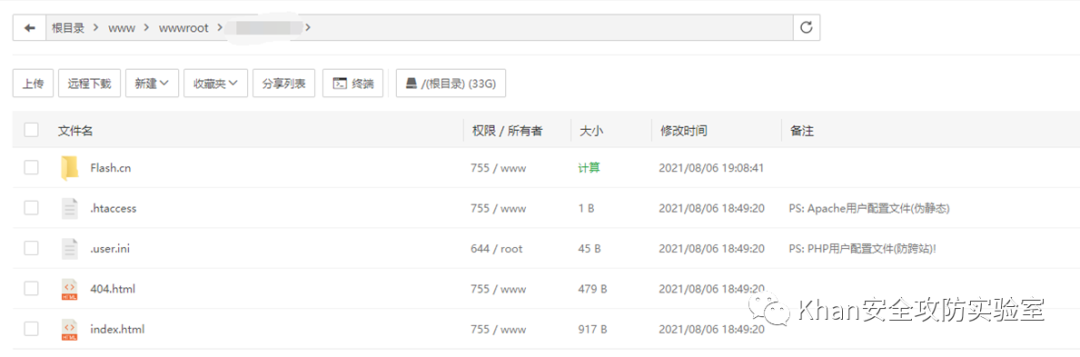 根目录 > www > wwwroot > >
上传 远程下载 新建 收藏夹 分享列表 终端 /(根目录) (33G)
文件名 权限 / 所有者 大小 修改时间 备注
Flash.cn 755 / www 计算 2021/08/06 19:08:41
.htaccess 755 / www 1 B 2021/08/06 18:49:20 PS: Apache用户配置文件(伪静态)
.user.ini 644 / root 45 B 2021/08/06 18:49:20 PS: PHP用户配置文件(防跨站)!
404.html 755 / www 479 B 2021/08/06 18:49:20
index.html 755 / www 917 B 2021/08/06 18:49:20
Khan安全攻防实验室